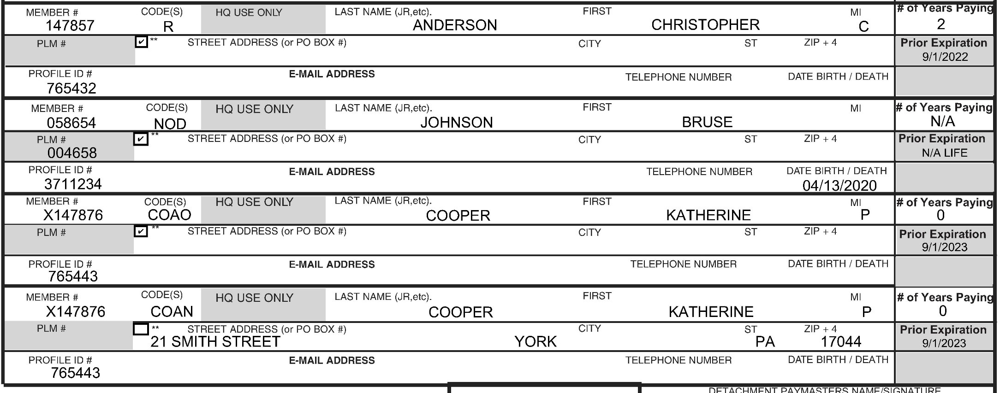 MEMBER # CODE(S) HQ USE ONLY LAST NAME (JR,etc). FIRST MI # of Years Paying
147857 R ANDERSON CHRISTOPHER C 2
PLM # ✔ ** STREET ADDRESS (or PO BOX #) CITY ST ZIP + 4 Prior Expiration
9/1/2022
PROFILE ID # E-MAIL ADDRESS TELEPHONE NUMBER DATE BIRTH / DEATH
765432
MEMBER # CODE(S) HQ USE ONLY LAST NAME (JR,etc). FIRST MI # of Years Paying
058654 NOD JOHNSON BRUSE N/A
PLM # ✔ ** STREET ADDRESS (or PO BOX #) CITY ST ZIP + 4 Prior Expiration
004658 N/A LIFE
PROFILE ID # E-MAIL ADDRESS TELEPHONE NUMBER DATE BIRTH / DEATH
3711234 04/13/2020
MEMBER # CODE(S) HQ USE ONLY LAST NAME (JR,etc). FIRST MI # of Years Paying
X147876 COAO COOPER KATHERINE P 0
PLM # ✔ ** STREET ADDRESS (or PO BOX #) CITY ST ZIP + 4 Prior Expiration
9/1/2023
PROFILE ID # E-MAIL ADDRESS TELEPHONE NUMBER DATE BIRTH / DEATH
765443
MEMBER # CODE(S) HQ USE ONLY LAST NAME (JR,etc). FIRST MI # of Years Paying
X147876 COAN COOPER KATHERINE P 0
PLM # ** STREET ADDRESS (or PO BOX #) CITY ST ZIP + 4 Prior Expiration
21 SMITH STREET YORK PA 17044 9/1/2023
PROFILE ID # E-MAIL ADDRESS TELEPHONE NUMBER DATE BIRTH / DEATH
765443
DETACHMENT PAYMASTERS NAME/SIGNATURE